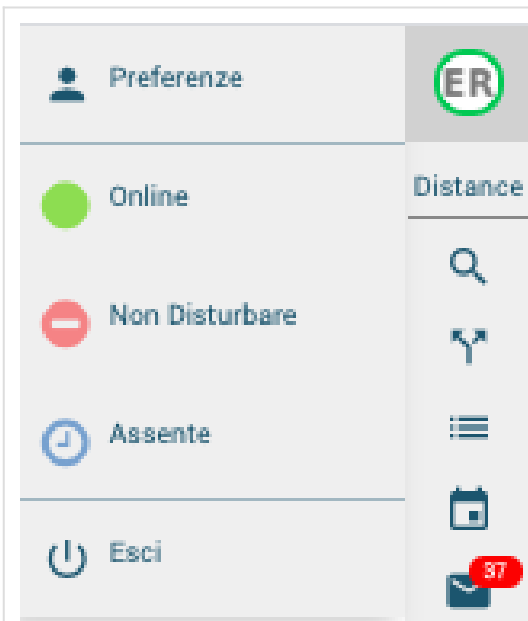 Preferenze
ER
Online
Distance
Non Disturbare
Assente
Esci
37